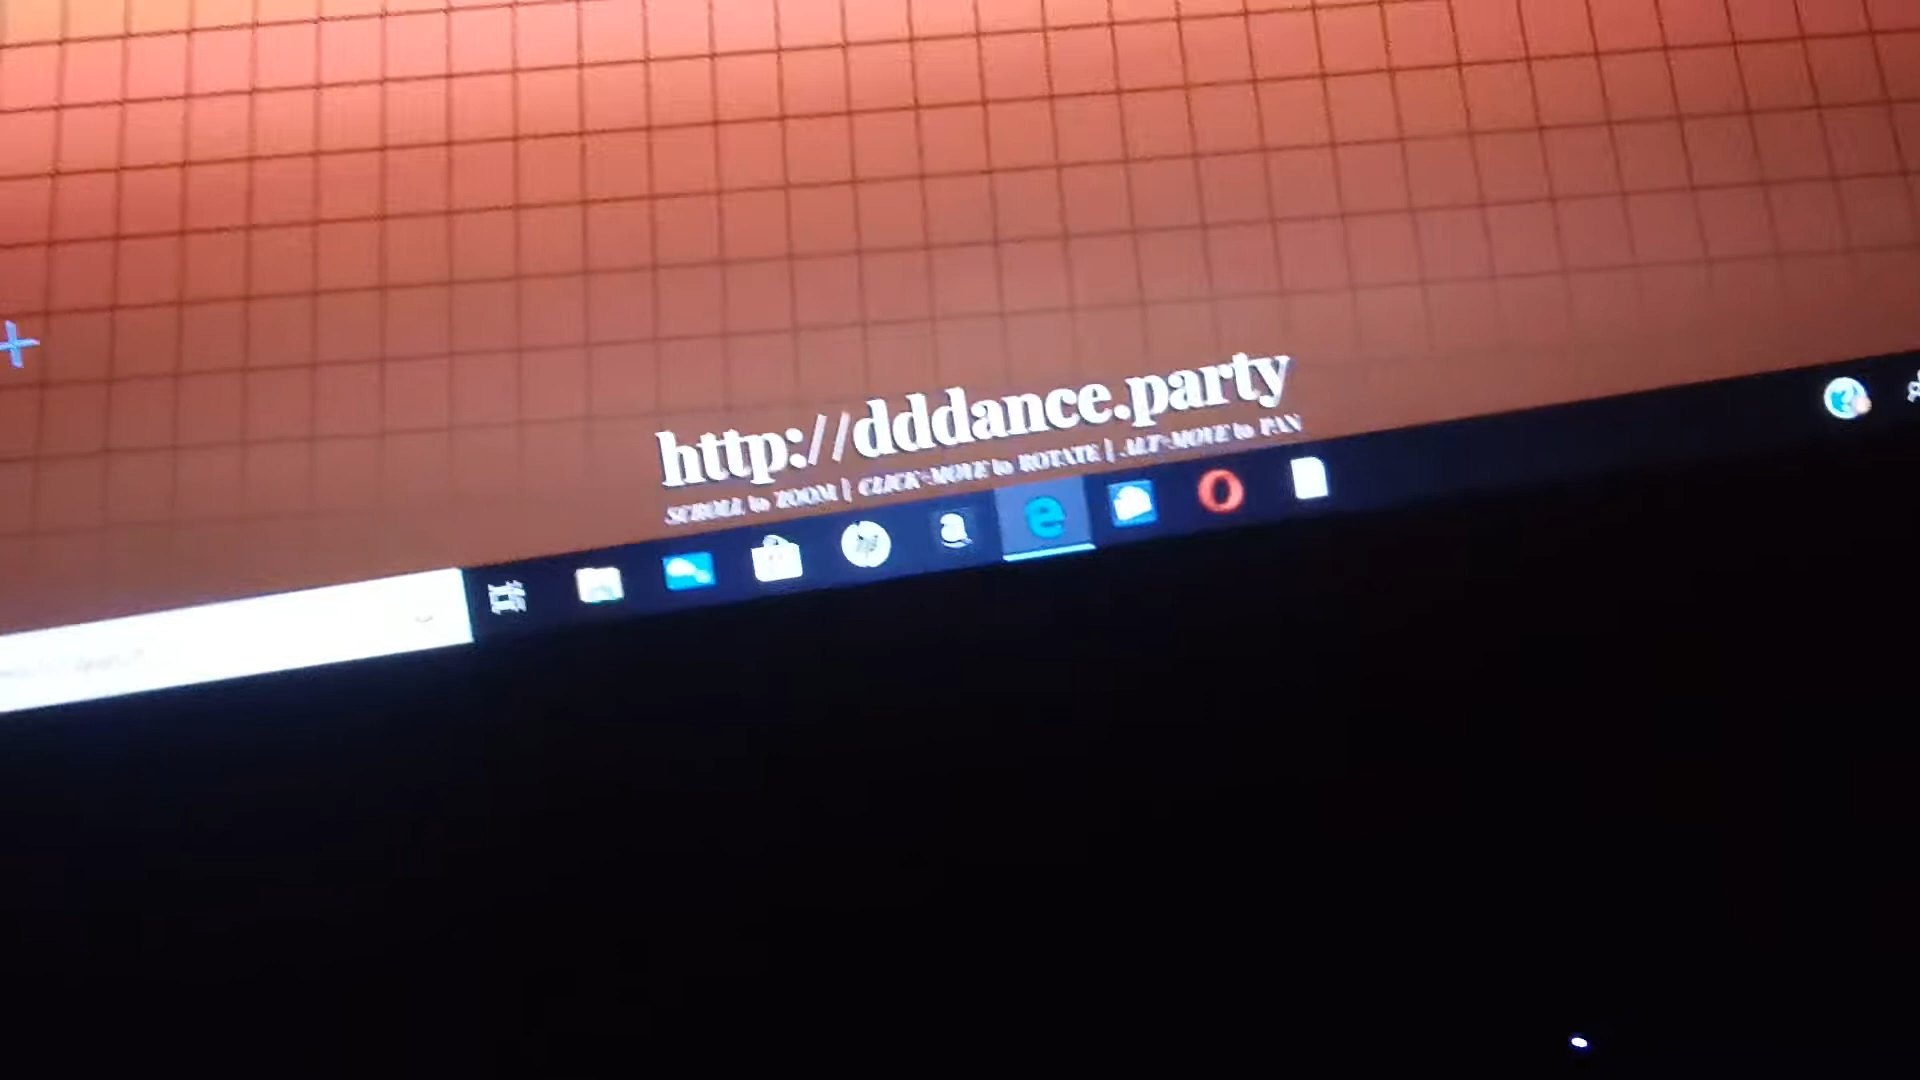 http://dddance.party
SCROLL to ZOOM | CLICK+MOVE to ROTATE | ALT+MOVE to PAN